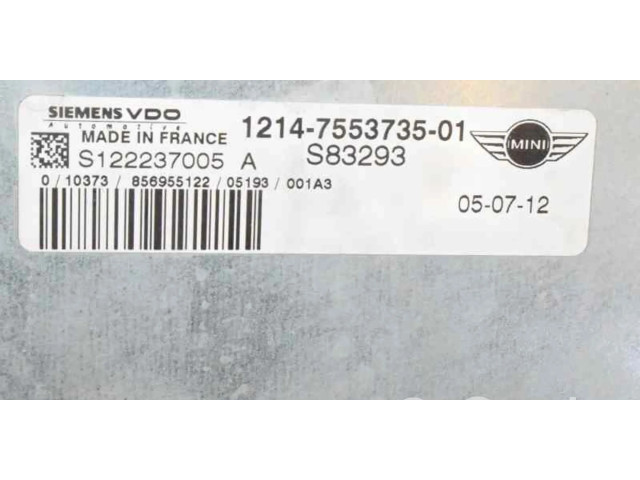 SIEMENS VDO
Automotive
MADE IN FRANCE
1214-7553735-01
MINI
S122237005 A
S83293
0 / 10373 / 856955122 / 05193 / 001A3
05-07-12